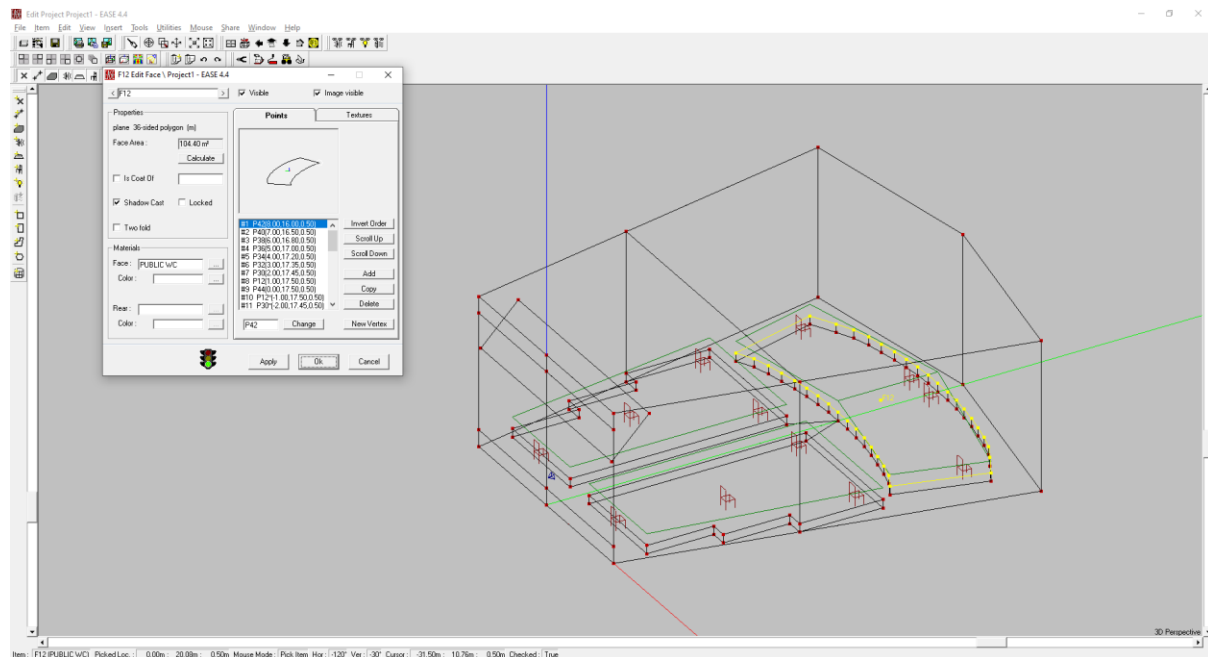 Edit Project Project1 - EASE 4.4
File Item Edit View Insert Tools Utilities Mouse Share Window Help
F12 Edit Face \ Project1 - EASE 4.4
F12
Visible
Image visible
Properties
plane 36-sided polygon (m)
Face Area : 104.40 m²
Calculate
Is Coat Of
Shadow Cast
Locked
Two fold
Materials
Face : PUBLIC WC ...
Color : ...
Rear : ...
Color : ...
Points
Textures
#1 P42(8.00,16.00,0.50)
#2 P40(7.00,16.50,0.50)
#3 P38(6.00,16.80,0.50)
#4 P36(5.00,17.00,0.50)
#5 P34(4.00,17.20,0.50)
#6 P32(3.00,17.35,0.50)
#7 P30(2.00,17.45,0.50)
#8 P12(1.00,17.50,0.50)
#9 P44(0.00,17.50,0.50)
#10 P12*(-1.00,17.50,0.50)
#11 P30*(-2.00,17.45,0.50)
Invert Order
Scroll Up
Scroll Down
Add
Copy
Delete
P42
Change
New Vertex
Apply
Ok
Cancel
F12
3D Perspective
Item : F12 (PUBLIC WC) Picked Loc. : 0.00m : 20.08m : 0.50m Mouse Mode : Pick Item Hor : -120° Ver : -30° Cursor : -31.50m : 10.76m : 0.50m Checked : True